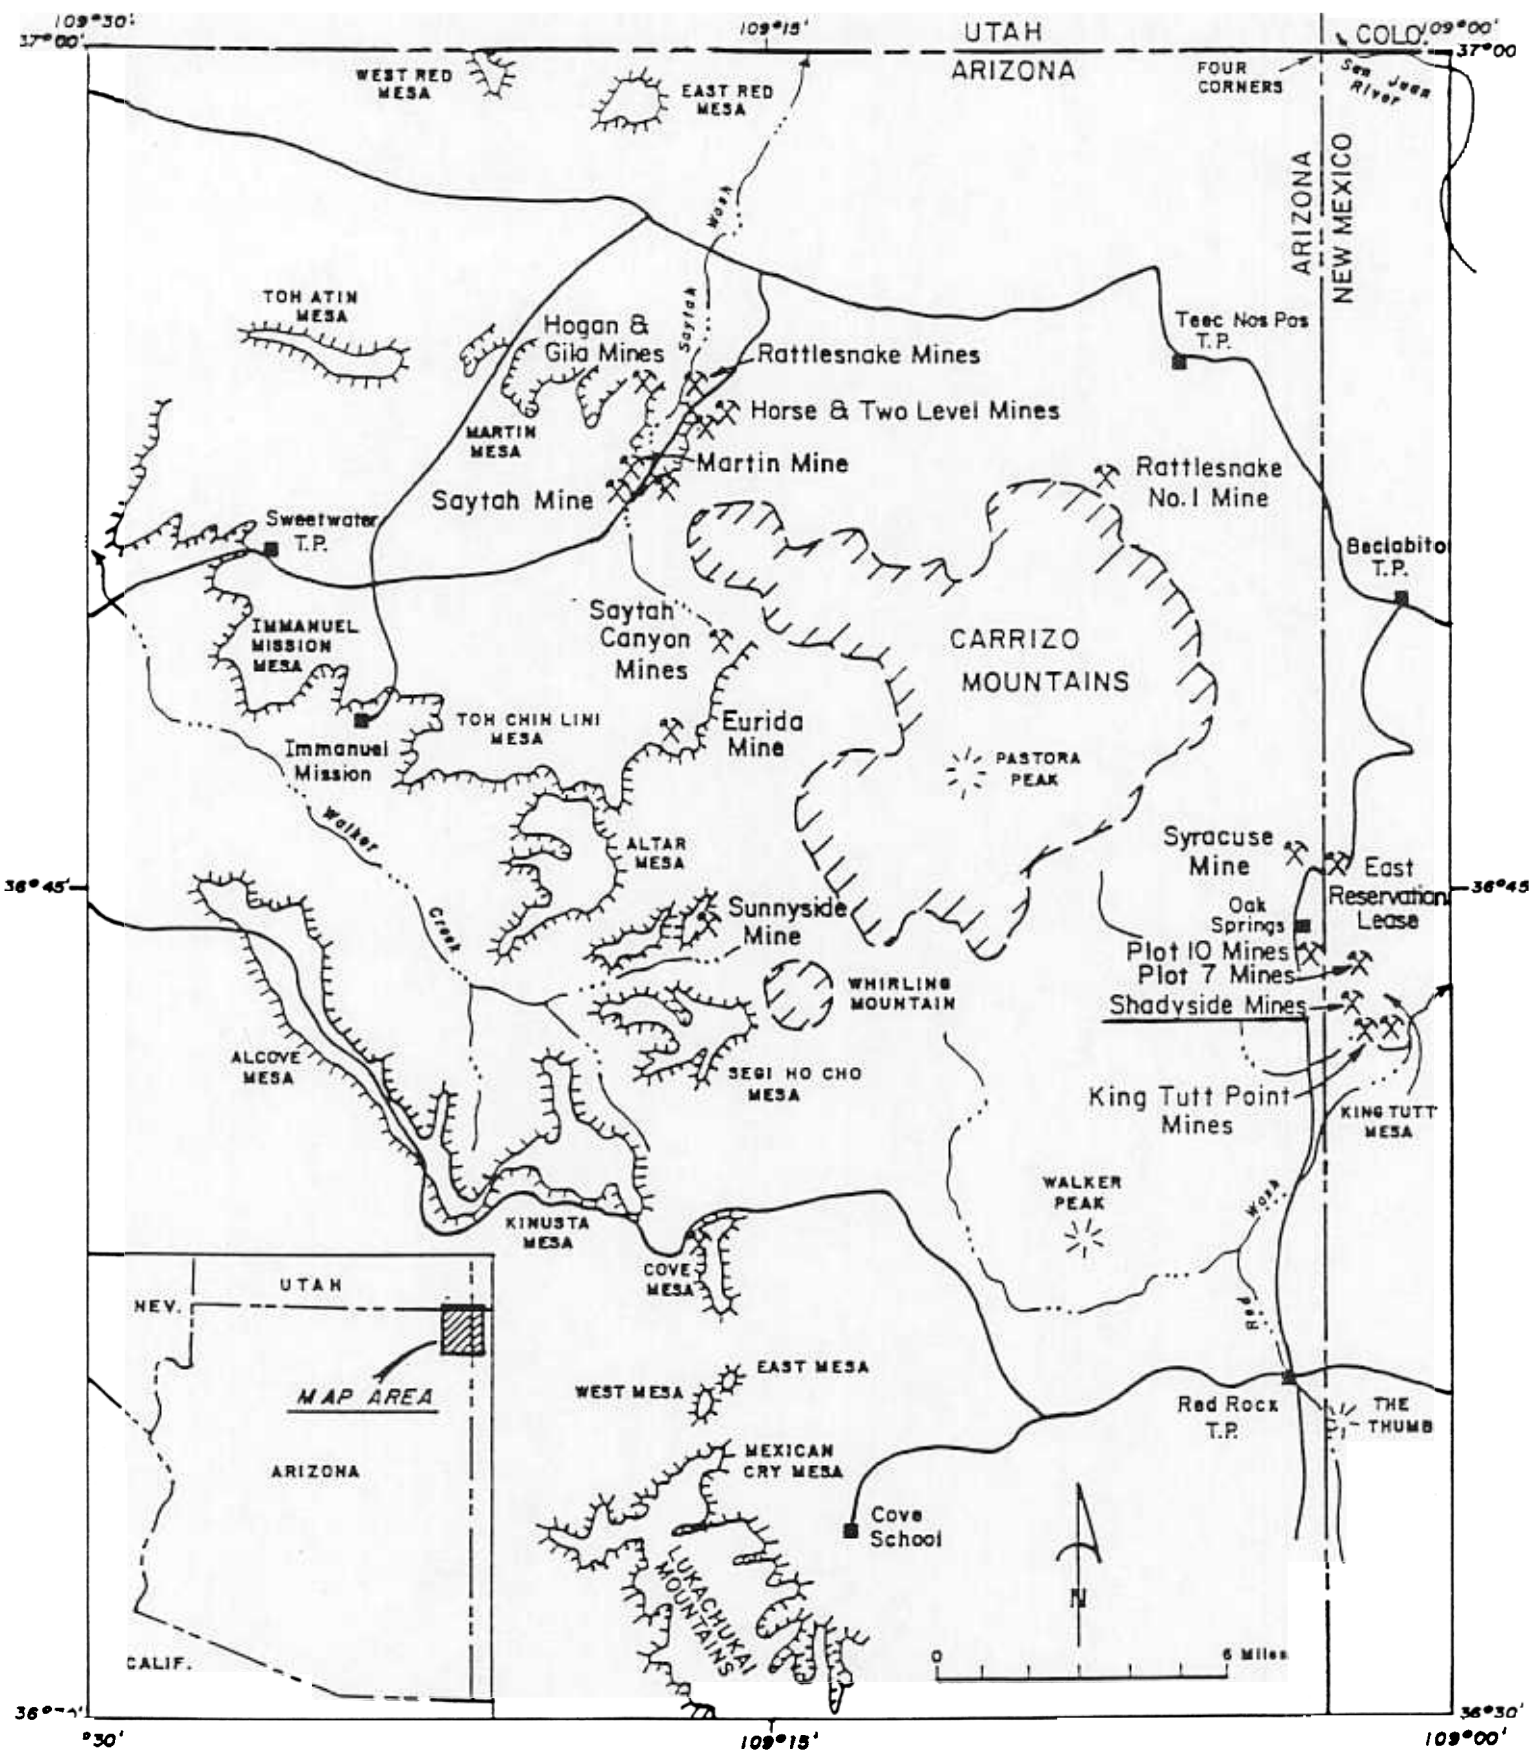 109°30'
109°15'
109°00'
37°00'
UTAH
COLO.
37°00
ARIZONA
FOUR
CORNERS
San Juan
River
WEST RED
MESA
EAST RED
MESA
ARIZONA
NEW MEXICO
Wash
Saytah
TOH ATIN
MESA
Hogan &
Gila Mines
Teec Nos Pos
T.P.
Rattlesnake Mines
Horse & Two Level Mines
MARTIN
MESA
Martin Mine
Saytah Mine
Rattlesnake
No. 1 Mine
Sweetwater
T.P.
Beclabito
T.P.
Saytah
Canyon
Mines
IMMANUEL
MISSION
MESA
CARRIZO
MOUNTAINS
TOH CHIN LINI
MESA
Eurida
Mine
Immanuel
Mission
PASTORA
PEAK
Walker
Creek
ALTAR
MESA
Syracuse
Mine
East
Reservation
Lease
36°45'
36°45'
Sunnyside
Mine
Oak
Springs
Plot 10 Mines
Plot 7 Mines
Shadyside Mines
WHIRLING
MOUNTAIN
ALCOVE
MESA
SEGI HO CHO
MESA
King Tutt Point
Mines
KING TUTT
MESA
WALKER
PEAK
Wash
Red
KINUSTA
MESA
COVE
MESA
UTAH
NEV.
MAP AREA
ARIZONA
CALIF.
EAST MESA
WEST MESA
Red Rock
T.P.
THE
THUMB
MEXICAN
CRY MESA
Cove
School
LUKACHUKAI
MOUNTAINS
N
0
6 Miles
36°30'
109°15'
109°00'